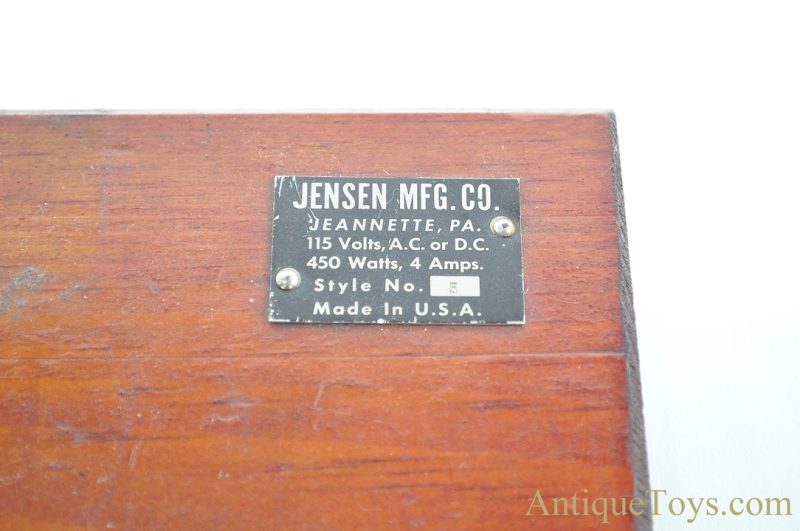 JENSEN MFG. CO.
JEANNETTE, PA.
115 Volts, A.C. or D.C.
450 Watts, 4 Amps.
Style No.
Made In U.S.A.
AntiqueToys.com